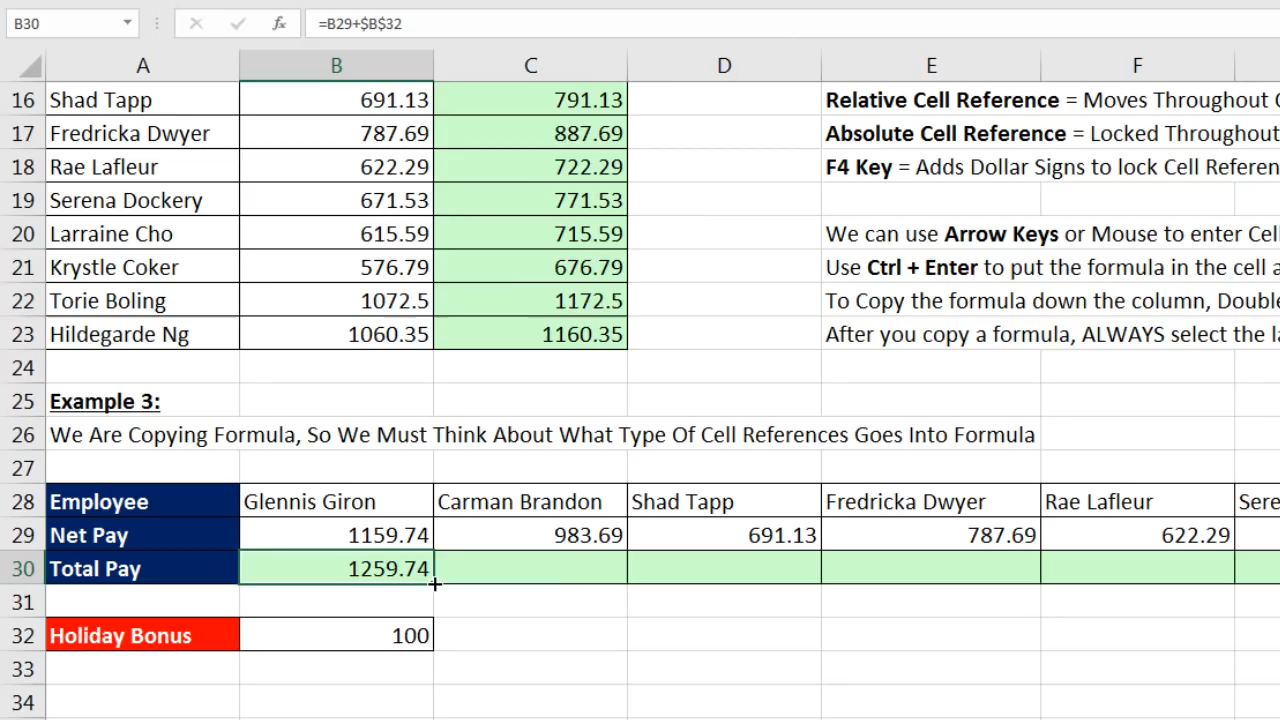 B30 fx =B29+$B$32
A B C D E F
16 Shad Tapp 691.13 791.13 Relative Cell Reference = Moves Throughout
17 Fredricka Dwyer 787.69 887.69 Absolute Cell Reference = Locked Throughout
18 Rae Lafleur 622.29 722.29 F4 Key = Adds Dollar Signs to lock Cell Referen
19 Serena Dockery 671.53 771.53
20 Larraine Cho 615.59 715.59 We can use Arrow Keys or Mouse to enter Cel
21 Krystle Coker 576.79 676.79 Use Ctrl + Enter to put the formula in the cell a
22 Torie Boling 1072.5 1172.5 To Copy the formula down the column, Double
23 Hildegarde Ng 1060.35 1160.35 After you copy a formula, ALWAYS select the la
24
25 Example 3:
26 We Are Copying Formula, So We Must Think About What Type Of Cell References Goes Into Formula
27
28 Employee Glennis Giron Carman Brandon Shad Tapp Fredricka Dwyer Rae Lafleur Sere
29 Net Pay 1159.74 983.69 691.13 787.69 622.29
30 Total Pay 1259.74
31
32 Holiday Bonus 100
33
34